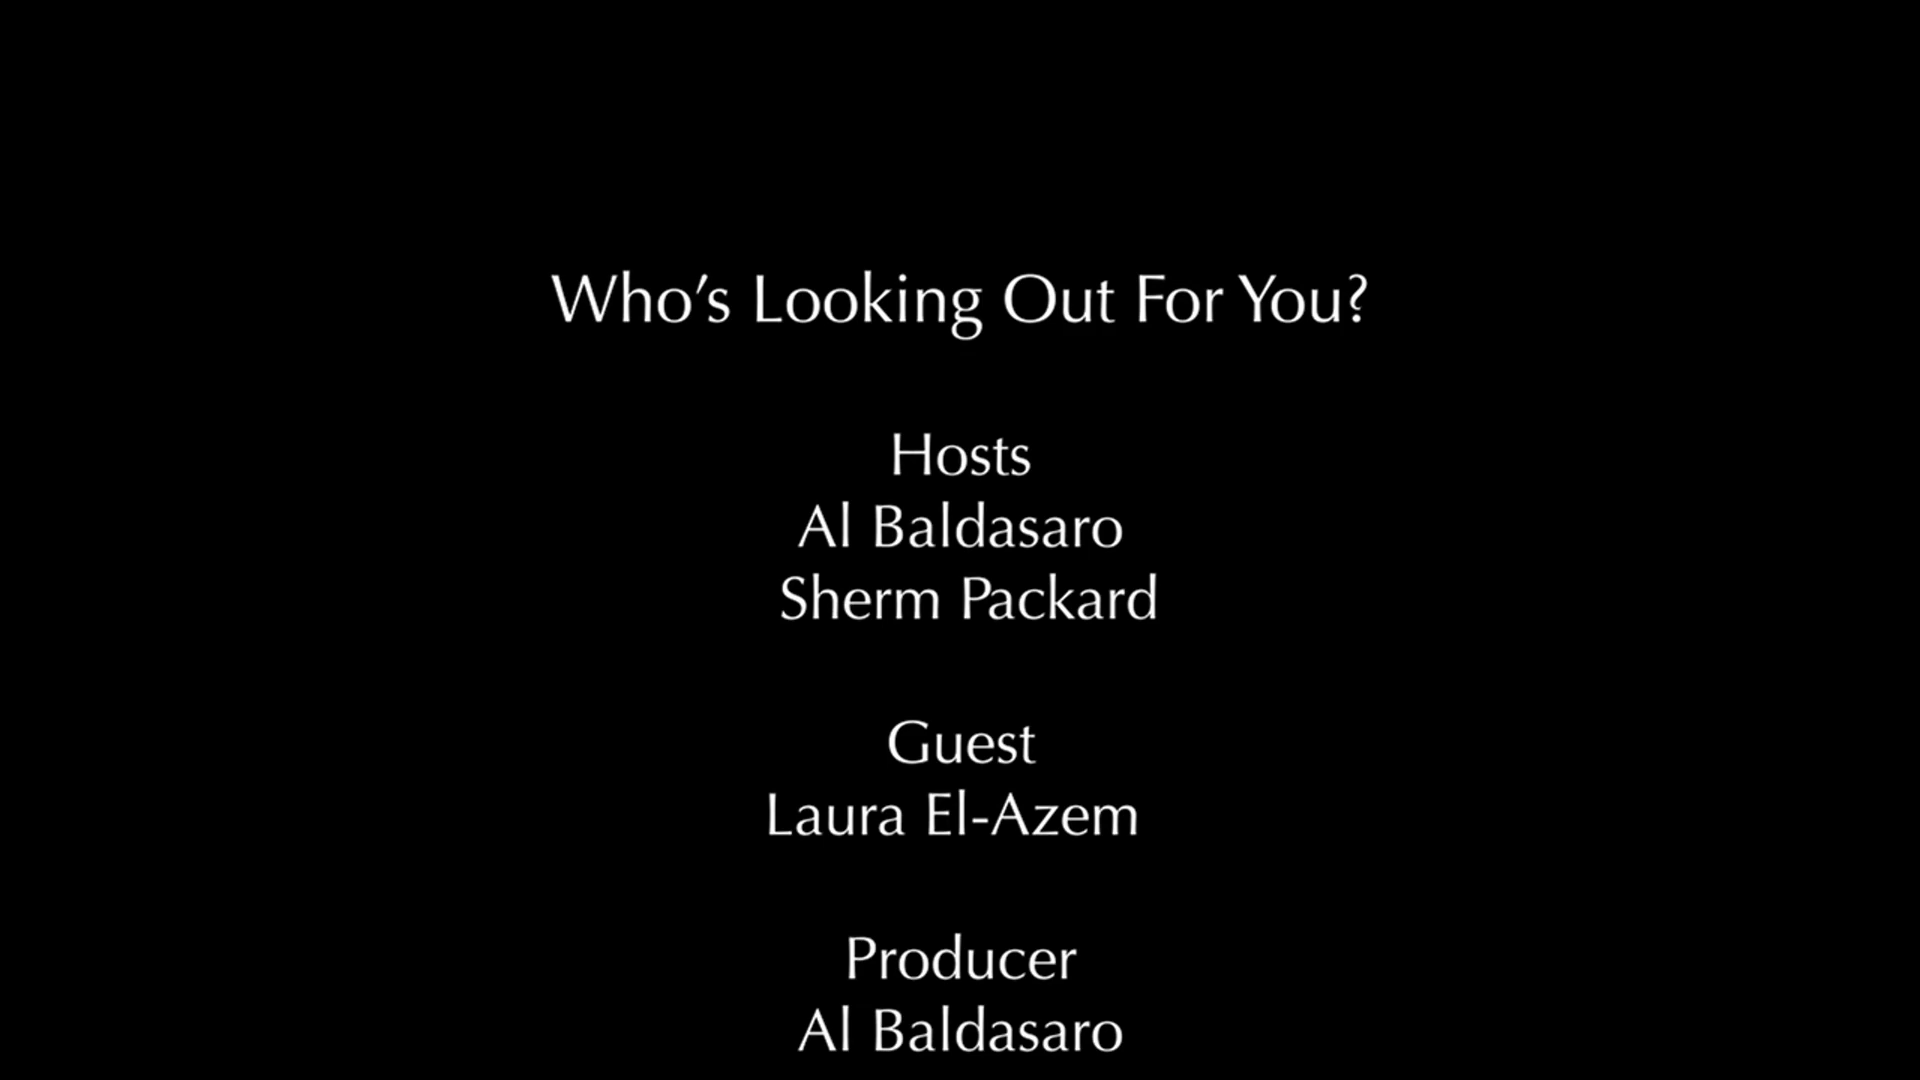 Who’s Looking Out For You?
Hosts
Al Baldasaro
Sherm Packard
Guest
Laura El-Azem
Producer
Al Baldasaro